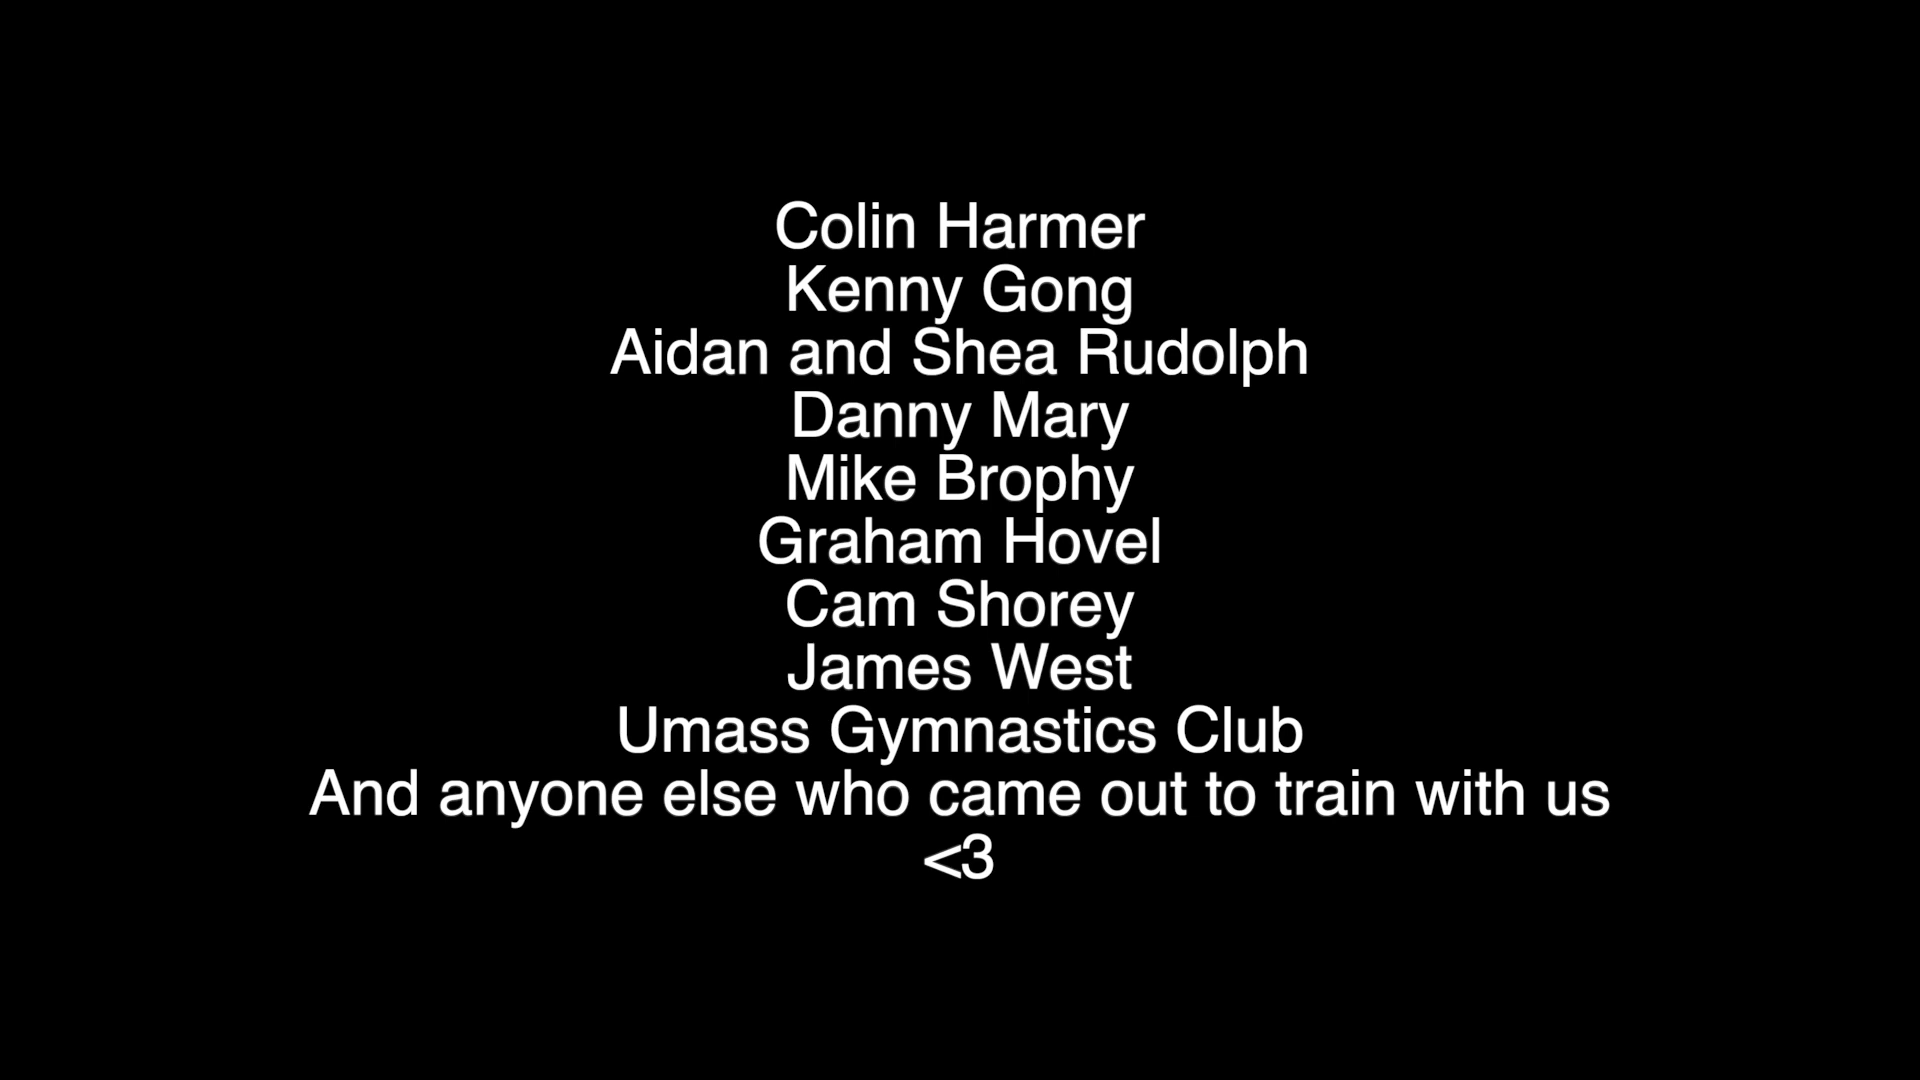 Colin Harmer
Kenny Gong
Aidan and Shea Rudolph
Danny Mary
Mike Brophy
Graham Hovel
Cam Shorey
James West
Umass Gymnastics Club
And anyone else who came out to train with us
<3